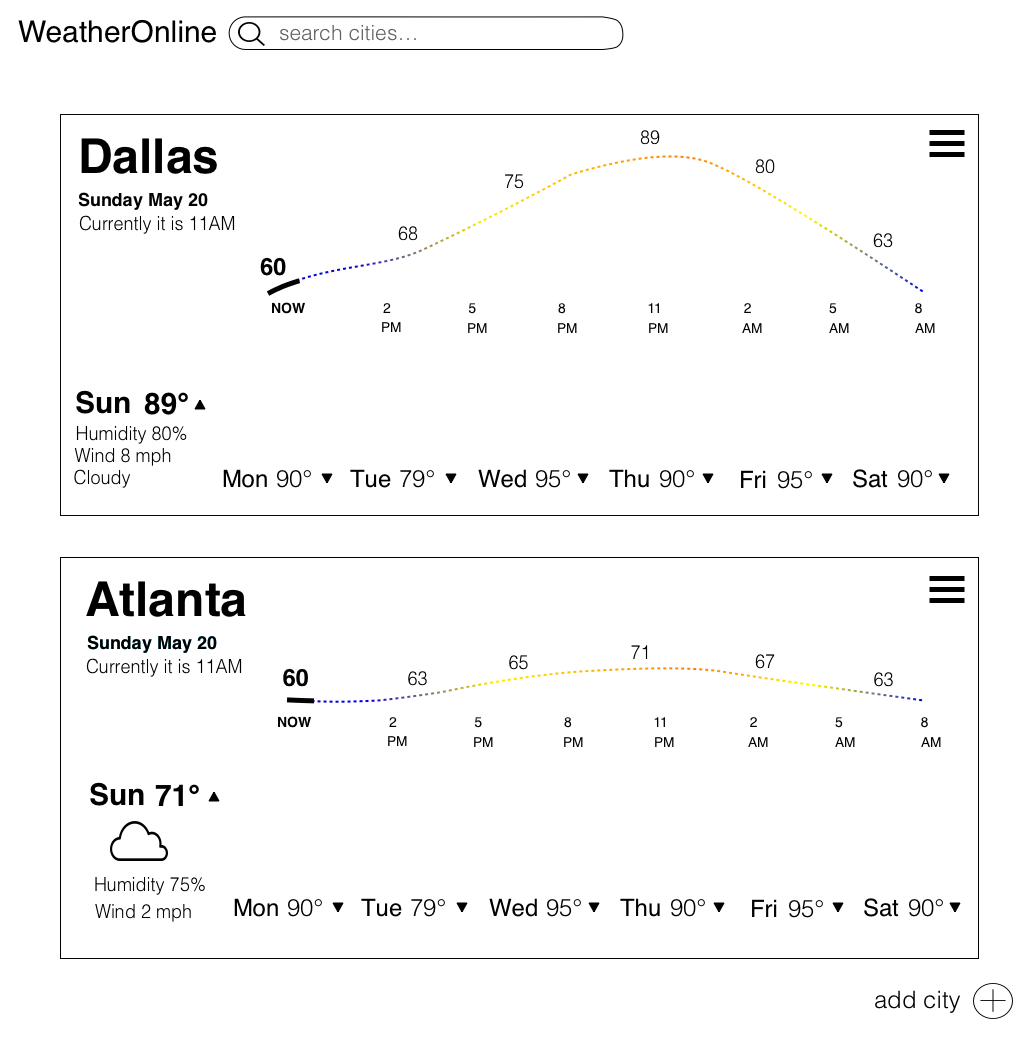 WeatherOnline search cities...
Dallas
Sunday May 20
Currently it is 11AM
89
80
75
68
63
60
NOW 2 PM 5 PM 8 PM 11 PM 2 AM 5 AM 8 AM
Sun 89°
Humidity 80%
Wind 8 mph
Cloudy
Mon 90° Tue 79° Wed 95° Thu 90° Fri 95° Sat 90°
Atlanta
Sunday May 20
Currently it is 11AM
60 63 65 71 67 63
NOW 2 PM 5 PM 8 PM 11 PM 2 AM 5 AM 8 AM
Sun 71°
Humidity 75%
Wind 2 mph
Mon 90° Tue 79° Wed 95° Thu 90° Fri 95° Sat 90°
add city